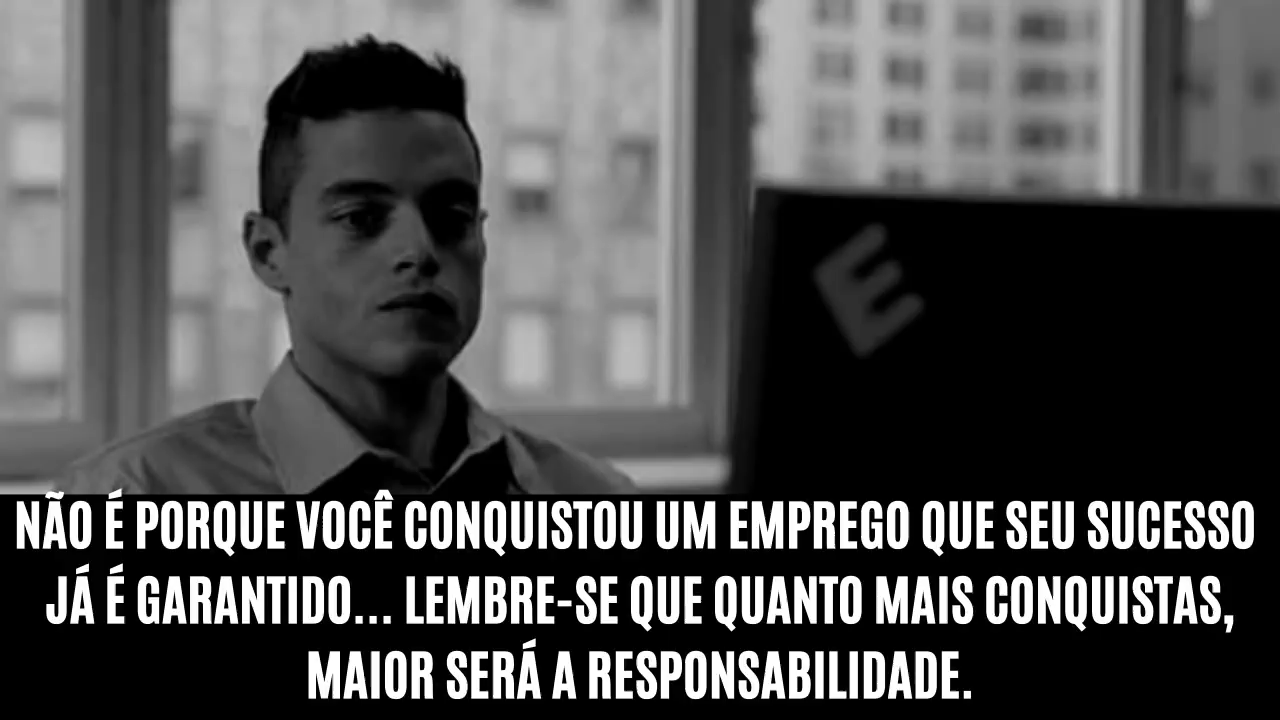 E
NÃO É PORQUE VOCÊ CONQUISTOU UM EMPREGO QUE SEU SUCESSO
JÁ É GARANTIDO... LEMBRE-SE QUE QUANTO MAIS CONQUISTAS,
MAIOR SERÁ A RESPONSABILIDADE.